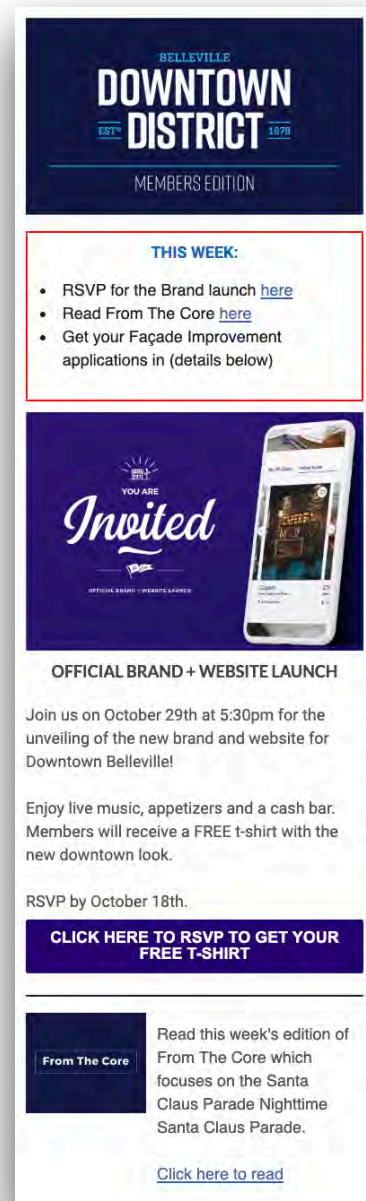 BELLEVILLE
DOWNTOWN
ESTD DISTRICT 1878
MEMBERS EDITION
THIS WEEK:
• RSVP for the Brand launch here
• Read From The Core here
• Get your Façade Improvement
applications in (details below)
YOU ARE
Invited
OFFICIAL BRAND + WEBSITE LAUNCH
OFFICIAL BRAND + WEBSITE LAUNCH
Join us on October 29th at 5:30pm for the
unveiling of the new brand and website for
Downtown Belleville!
Enjoy live music, appetizers and a cash bar.
Members will receive a FREE t-shirt with the
new downtown look.
RSVP by October 18th.
CLICK HERE TO RSVP TO GET YOUR
FREE T-SHIRT
From The Core
Read this week's edition of
From The Core which
focuses on the Santa
Claus Parade Nighttime
Santa Claus Parade.
Click here to read